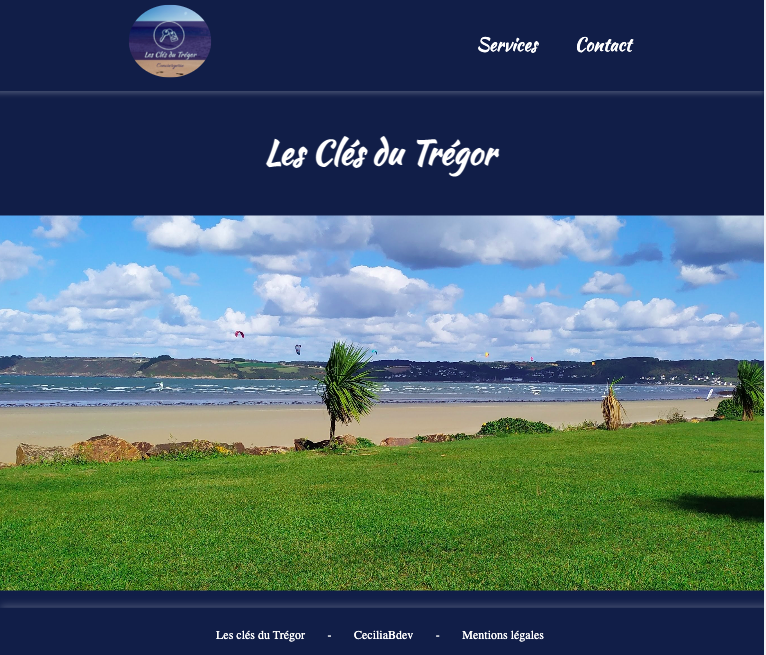 Les Clés du Trégor
Conciergerie
Services Contact
Les Clés du Trégor
Les clés du Trégor - CeciliaBdev - Mentions légales